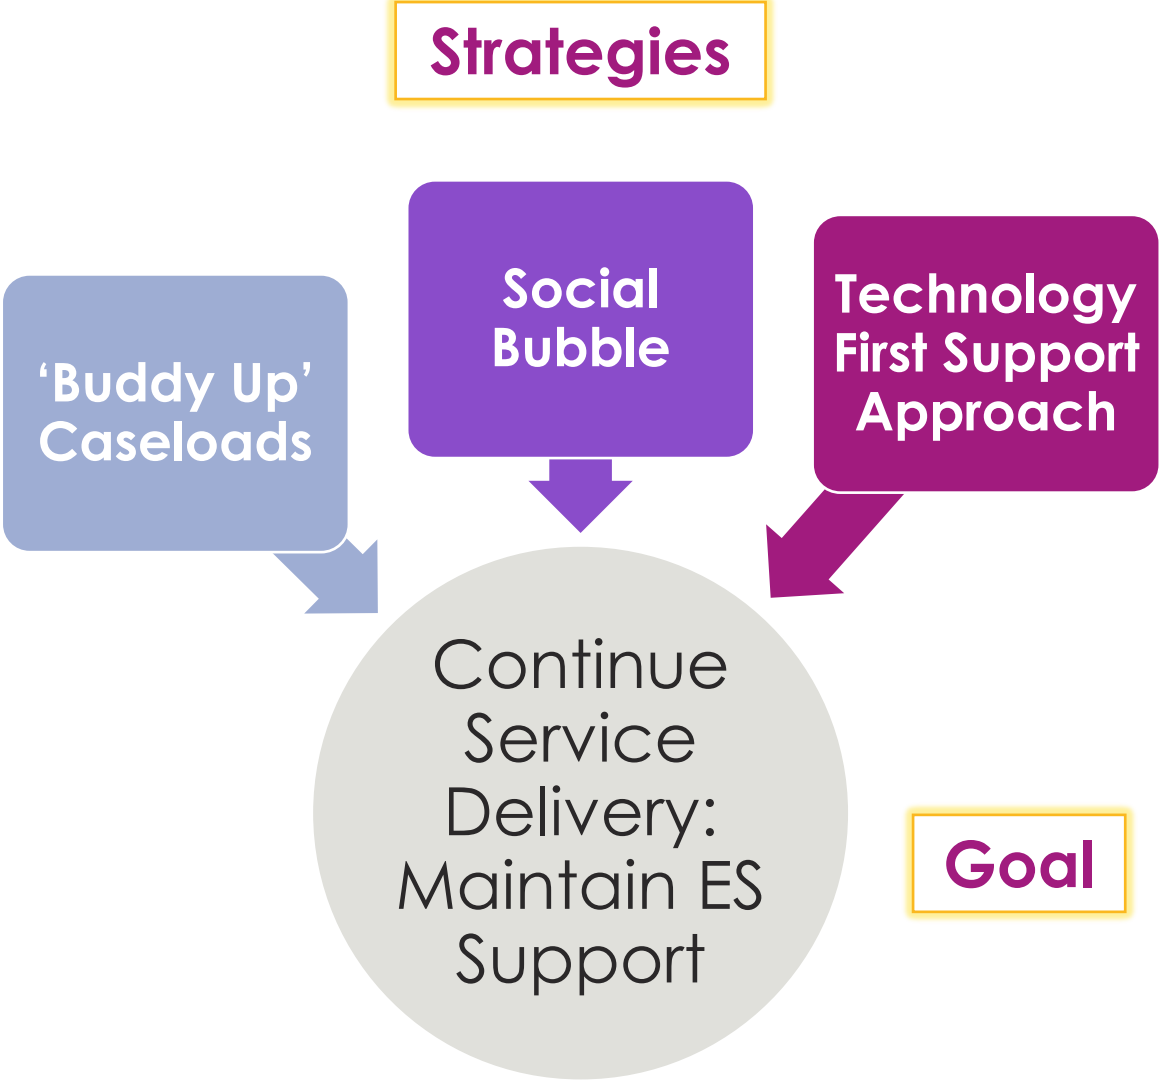 Strategies
‘Buddy Up’
Caseloads
Social
Bubble
Technology
First Support
Approach
Continue
Service
Delivery:
Maintain ES
Support
Goal